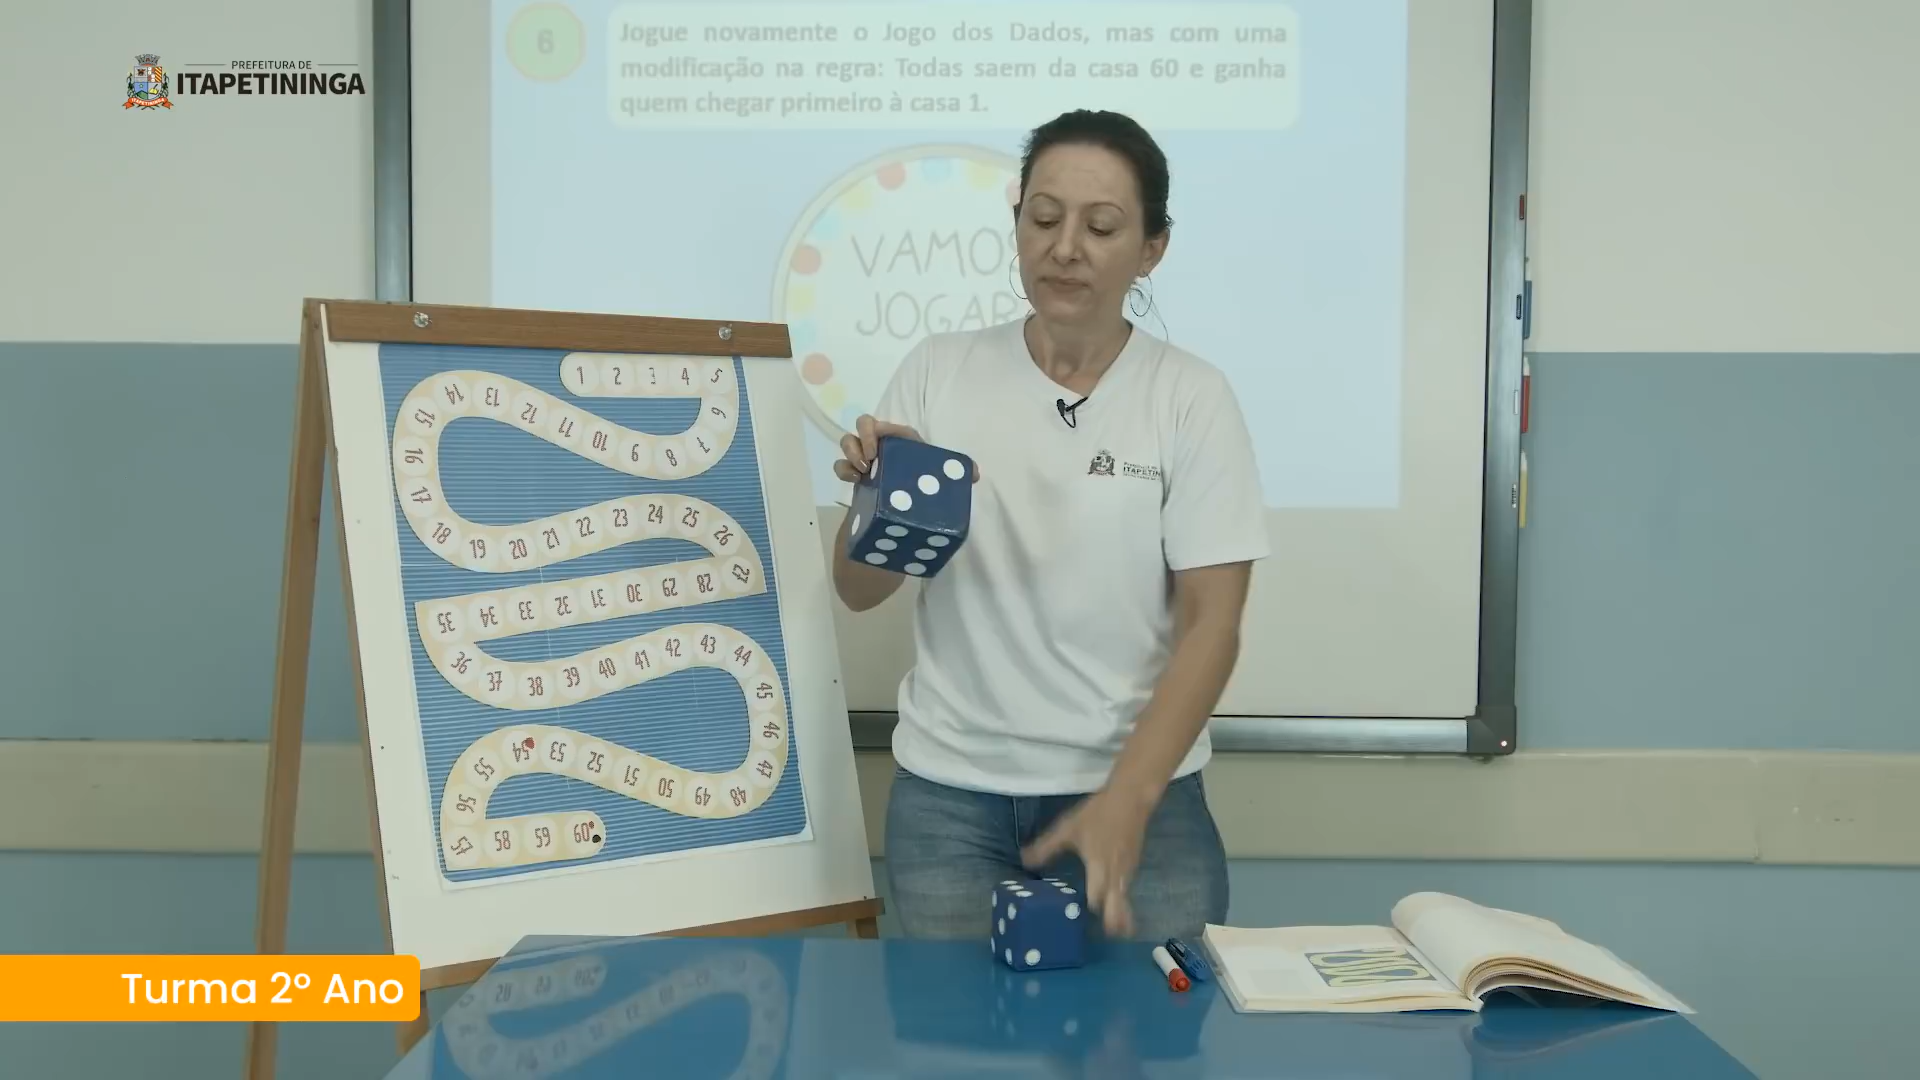 PREFEITURA DE
ITAPETININGA
6
Jogue novamente o Jogo dos Dados, mas com uma
modificação na regra: Todas saem da casa 60 e ganha
quem chegar primeiro à casa 1.
VAMOS
JOGAR
1 2 3 4 5
6
7
14 13 12 11 10 9 8
15
16
17
18 19 20 21 22 23 24 25 26
27
35 34 33 32 31 30 29 28
36 37 38 39 40 41 42 43 44
45
46
47
55 54 53 52 51 50 49 48
56
57 58 59 60
Turma 2º Ano